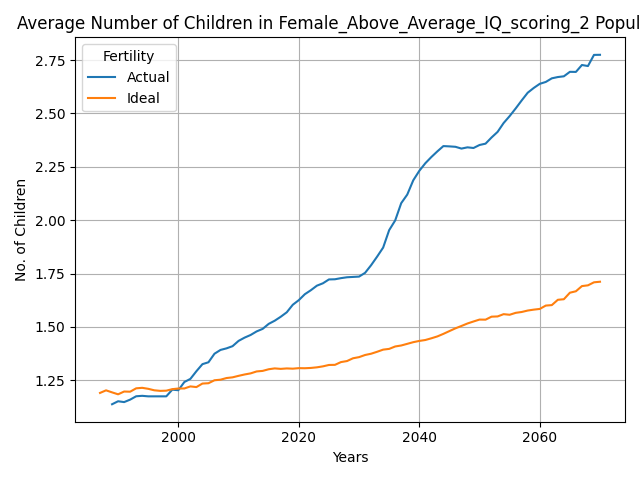 Average Number of Children in Female_Above_Average_IQ_scoring_2 Popul
Fertility
Actual
Ideal
2.75
2.50
2.25
2.00
1.75
1.50
1.25
No. of Children
2000
2020
2040
2060
Years